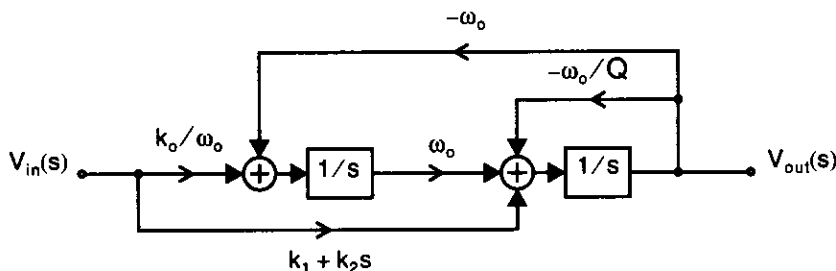 -ω₀
-ω₀/Q
V_in(s)
k₀/ω₀
+
1/s
ω₀
+
1/s
V_out(s)
k₁ + k₂s